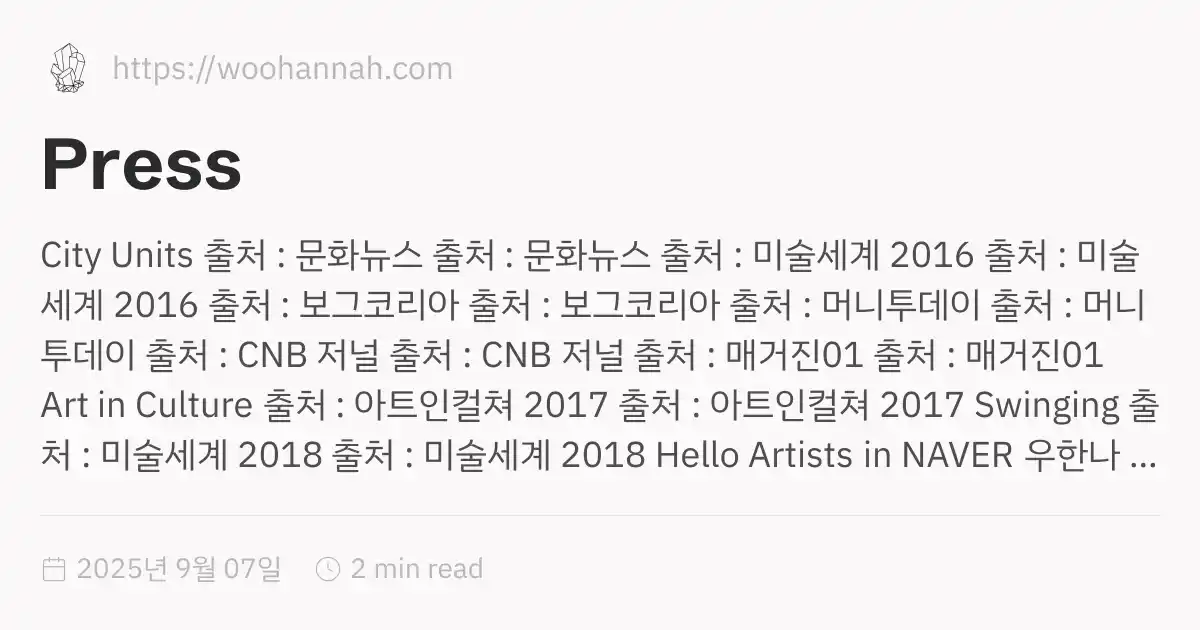 https://woohannah.com
Press
City Units 출처 : 문화뉴스 출처 : 문화뉴스 출처 : 미술세계 2016 출처 : 미술
세계 2016 출처 : 보그코리아 출처 : 보그코리아 출처 : 머니투데이 출처 : 머니
투데이 출처 : CNB 저널 출처 : CNB 저널 출처 : 매거진01 출처 : 매거진01
Art in Culture 출처 : 아트인컬쳐 2017 출처 : 아트인컬쳐 2017 Swinging 출
처 : 미술세계 2018 출처 : 미술세계 2018 Hello Artists in NAVER 우한나 ...
2025년 9월 07일 2 min read